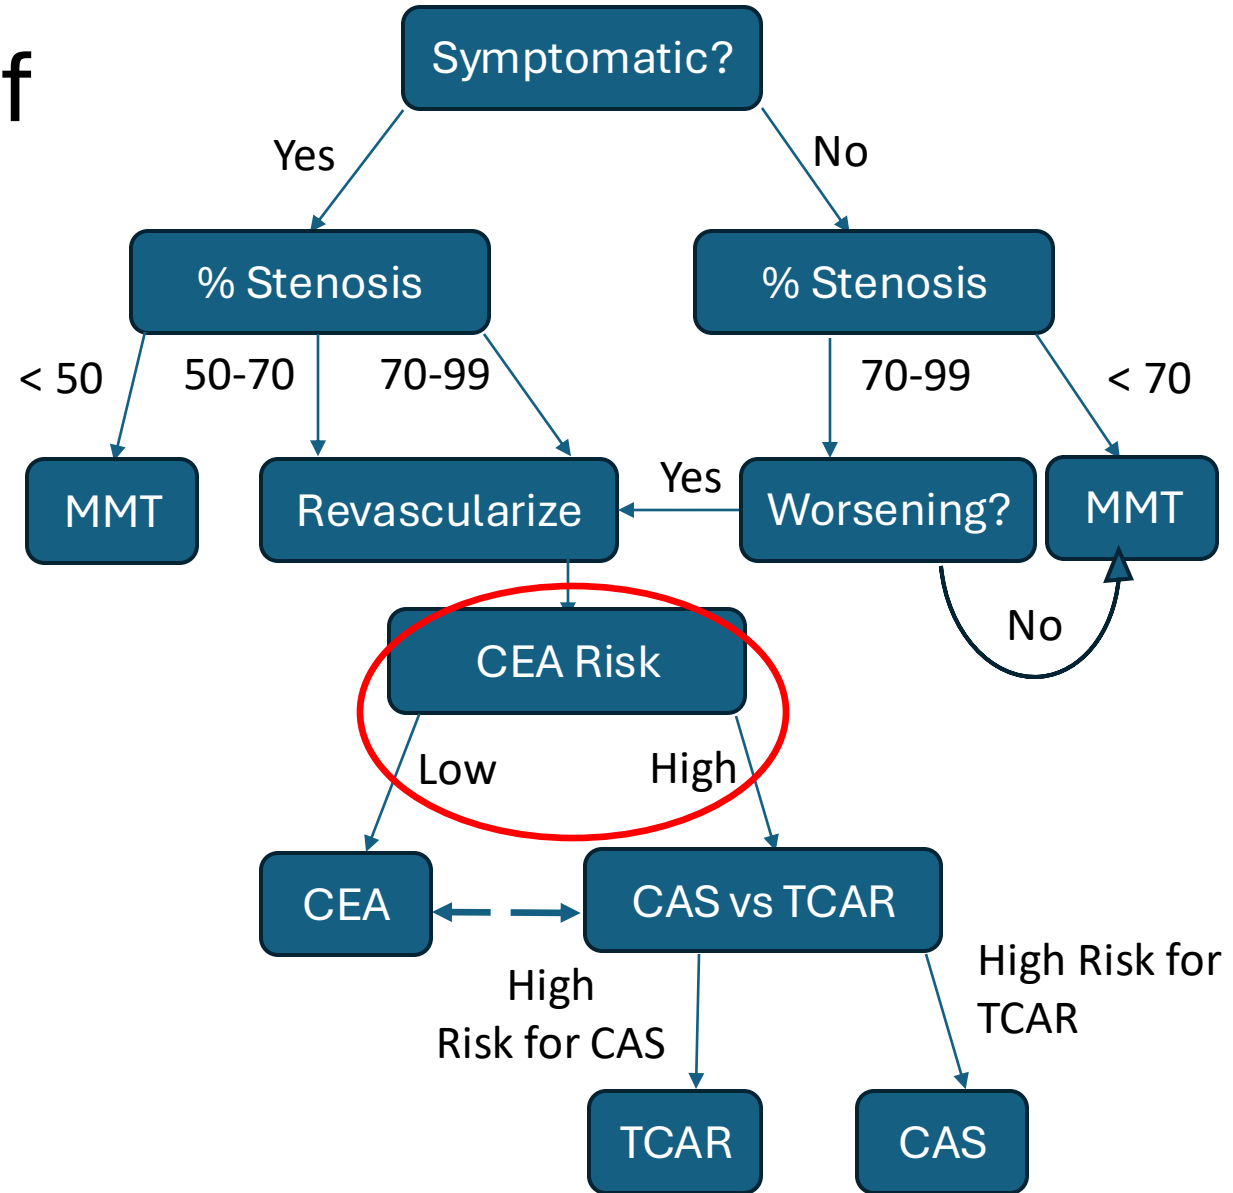 f
Symptomatic?
Yes
No
% Stenosis
% Stenosis
< 50
50-70
70-99
70-99
< 70
MMT
Revascularize
Yes
Worsening?
MMT
No
CEA Risk
Low
High
CEA
CAS vs TCAR
High
Risk for CAS
High Risk for
TCAR
TCAR
CAS